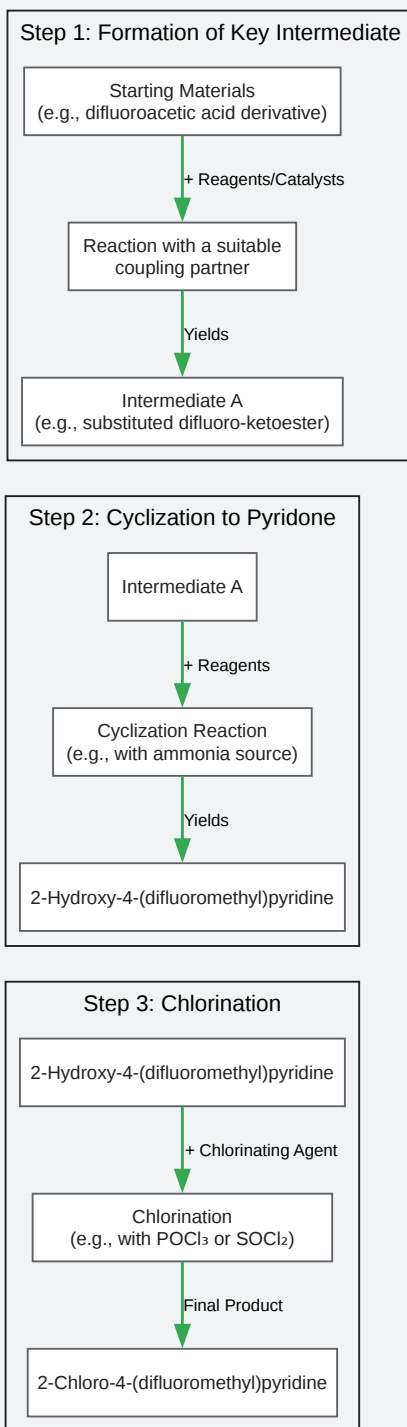 Step 1: Formation of Key Intermediate
Starting Materials
(e.g., difluoroacetic acid derivative)
+ Reagents/Catalysts
Reaction with a suitable
coupling partner
Yields
Intermediate A
(e.g., substituted difluoro-ketoester)
Step 2: Cyclization to Pyridone
Intermediate A
+ Reagents
Cyclization Reaction
(e.g., with ammonia source)
Yields
2-Hydroxy-4-(difluoromethyl)pyridine
Step 3: Chlorination
2-Hydroxy-4-(difluoromethyl)pyridine
+ Chlorinating Agent
Chlorination
(e.g., with POCl₃ or SOCl₂)
Final Product
2-Chloro-4-(difluoromethyl)pyridine